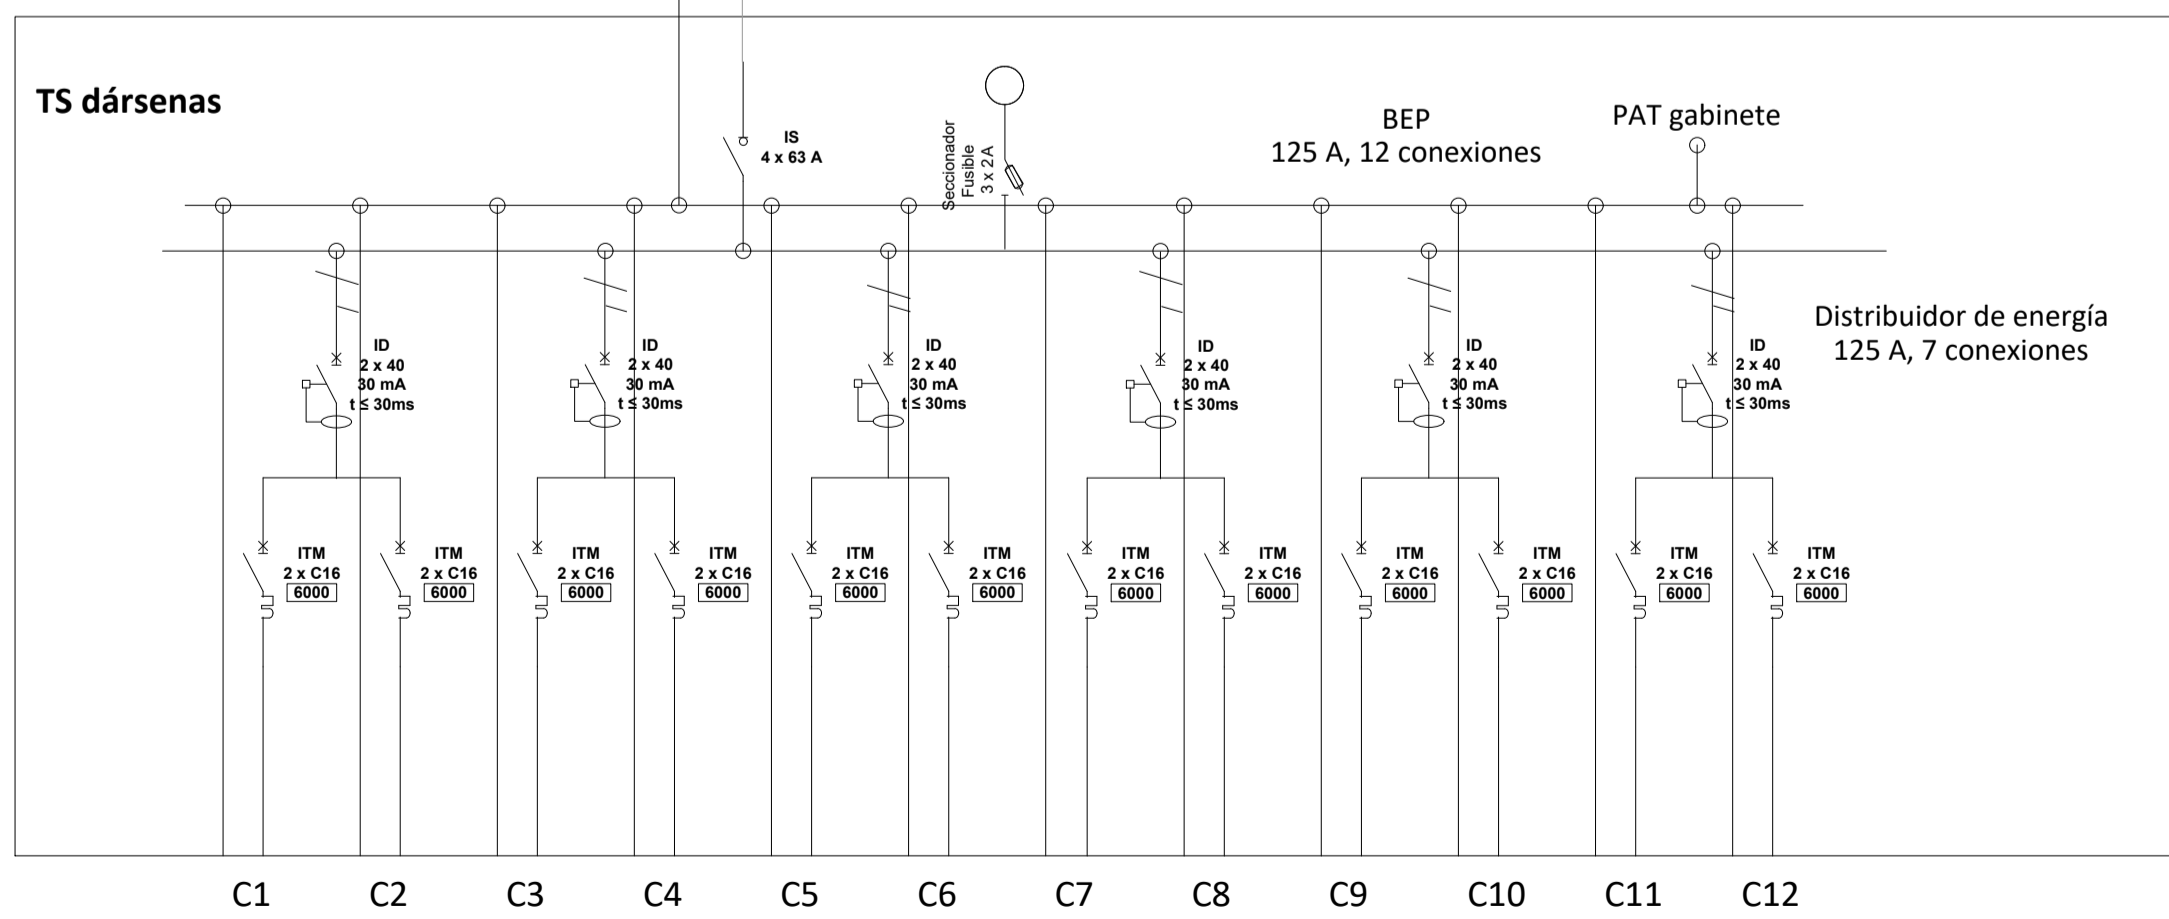 TS dársenas
IS
4 x 63 A
Seccionador
Fusible
3 x 2 A
BEP
125 A, 12 conexiones
PAT gabinete
Distribuidor de energía
125 A, 7 conexiones
ID
2 x 40
30 mA
t ≤ 30ms
ID
2 x 40
30 mA
t ≤ 30ms
ID
2 x 40
30 mA
t ≤ 30ms
ID
2 x 40
30 mA
t ≤ 30ms
ID
2 x 40
30 mA
t ≤ 30ms
ID
2 x 40
30 mA
t ≤ 30ms
ITM
2 x C16
6000
ITM
2 x C16
6000
ITM
2 x C16
6000
ITM
2 x C16
6000
ITM
2 x C16
6000
ITM
2 x C16
6000
ITM
2 x C16
6000
ITM
2 x C16
6000
ITM
2 x C16
6000
ITM
2 x C16
6000
ITM
2 x C16
6000
ITM
2 x C16
6000
C1 C2 C3 C4 C5 C6 C7 C8 C9 C10 C11 C12